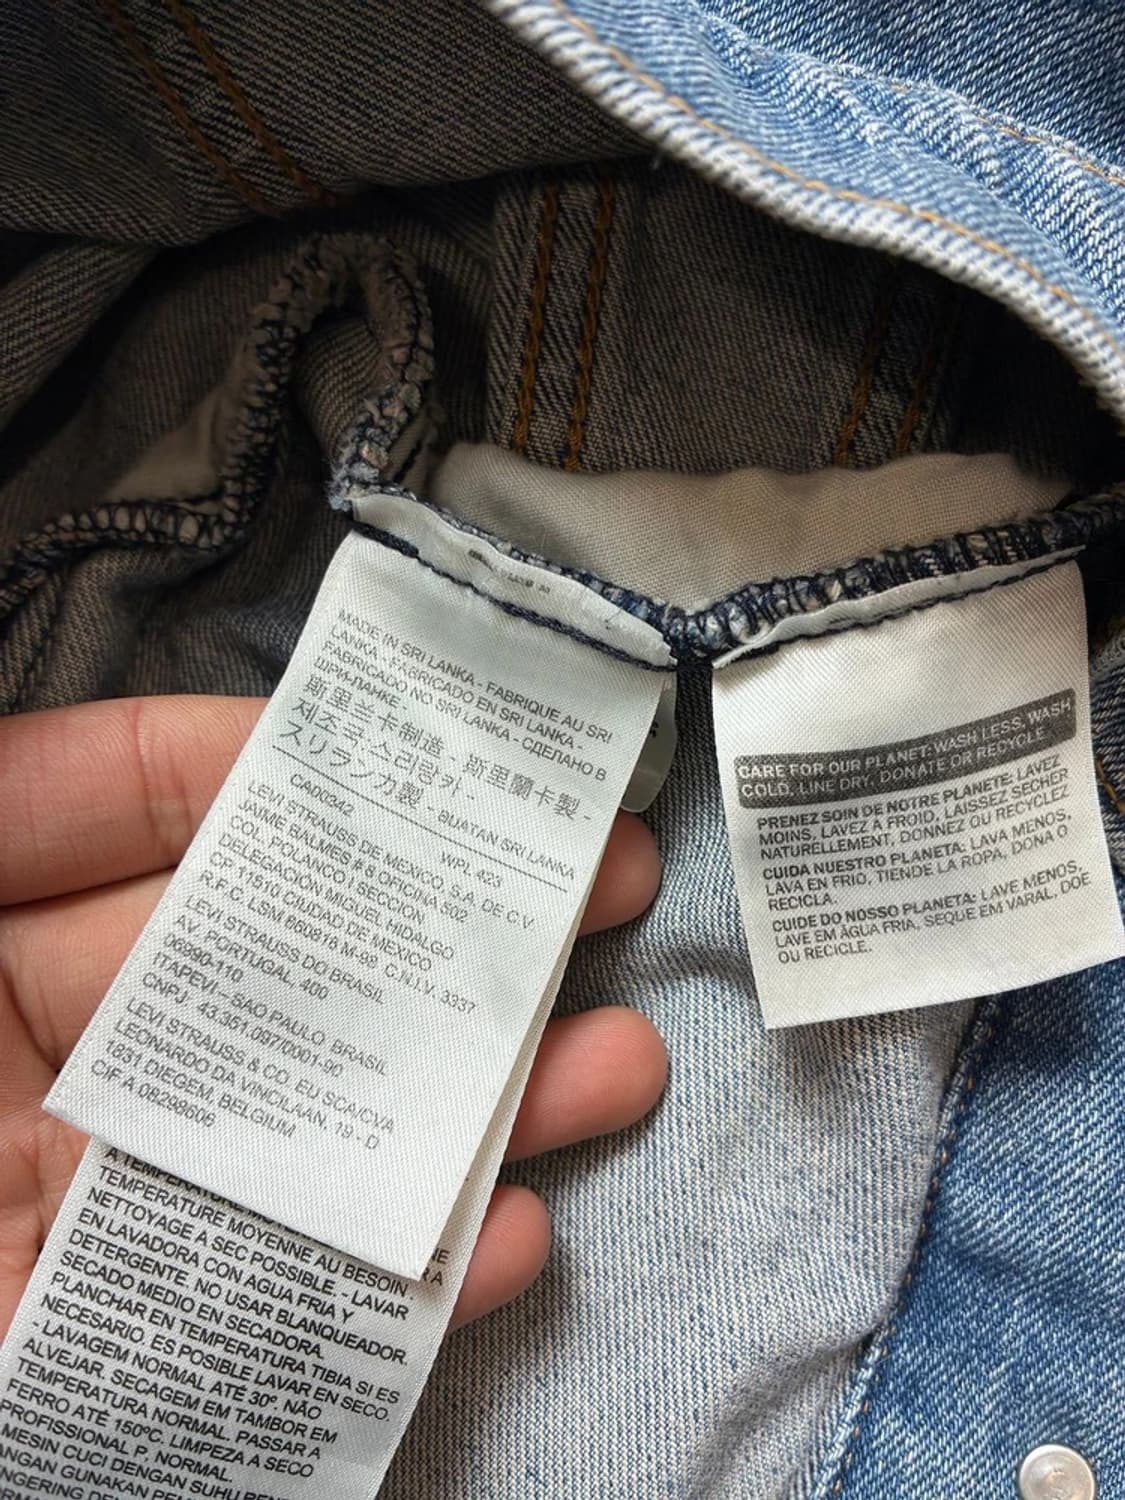 MADE IN SRI LANKA - FABRIQUE AU SRI
LANKA - FABRICADO EN SRI LANKA -
FABRICADO NO SRI LANKA - СДЕЛАНО В
ШРИ-ЛАНКЕ -
斯里兰卡制造 - 斯里蘭卡製 -
제조국:스리랑카 -
スリランカ製 - BUATAN SRI LANKA
CA00342 WPL 423
LEVI STRAUSS DE MEXICO, S.A. DE C.V.
JAIME BALMES # 8 OFICINA 502
COL. POLANCO I SECCION
DELEGACION MIGUEL HIDALGO
CP 11510 CIUDAD DE MEXICO
R.F.C. LSM 860818 M-98 C.N.I.V. 3337
LEVI STRAUSS DO BRASIL
AV. PORTUGAL, 400
06690-110
ITAPEVI – SAO PAULO BRASIL
CNPJ : 43.351.097/0001-90
LEVI STRAUSS & CO. EU SCA/CVA
LEONARDO DA VINCILAAN, 19 - D
1831 DIEGEM, BELGIUM
CIF A 08298606
TEMPERATURE MOYENNE AU BESOIN.
NETTOYAGE A SEC POSSIBLE. - LAVAR
EN LAVADORA CON AGUA FRIA Y
DETERGENTE. NO USAR BLANQUEADOR.
SECADO MEDIO EN SECADORA.
PLANCHAR EN TEMPERATURA TIBIA SI ES
NECESARIO. ES POSIBLE LAVAR EN SECO.
- LAVAGEM NORMAL ATÉ 30º. NÃO
ALVEJAR. SECAGEM EM TAMBOR EM
TEMPERATURA NORMAL. PASSAR A
FERRO ATÉ 150ºC. LIMPEZA A SECO
PROFISSIONAL P, NORMAL.
MESIN CUCI DENGAN SUHU
GUNAKAN
CARE FOR OUR PLANET: WASH LESS, WASH
COLD, LINE DRY, DONATE OR RECYCLE.
PRENEZ SOIN DE NOTRE PLANETE: LAVEZ
MOINS, LAVEZ À FROID, LAISSEZ SÉCHER
NATURELLEMENT, DONNEZ OU RECYCLEZ
CUIDA NUESTRO PLANETA: LAVA MENOS,
LAVA EN FRIO, TIENDE LA ROPA, DONA O
RECICLA.
CUIDE DO NOSSO PLANETA: LAVE MENOS,
LAVE EM ÁGUA FRIA, SEQUE EM VARAL, DOE
OU RECICLE.